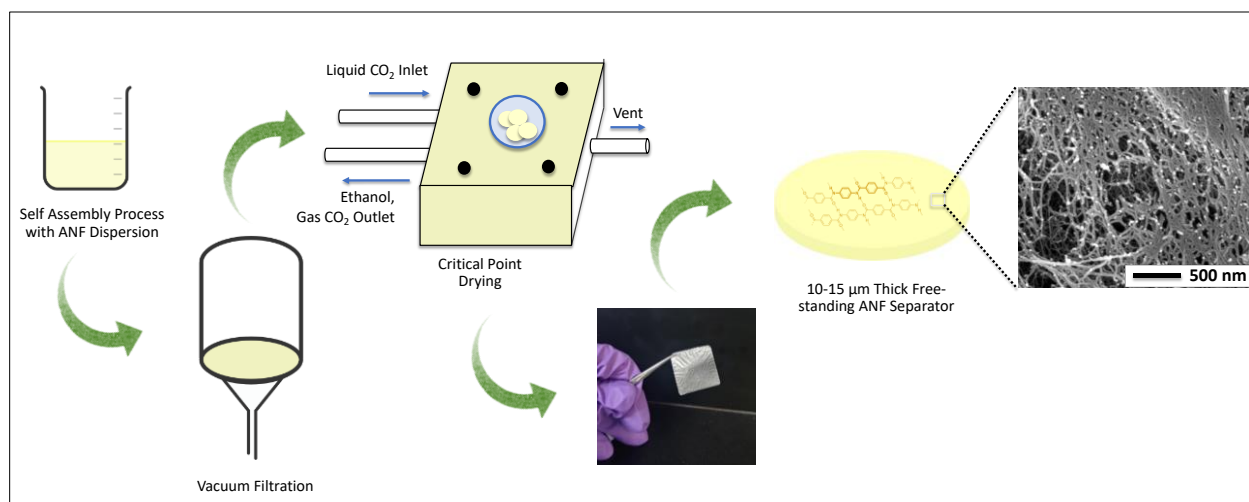 Self Assembly Process
with ANF Dispersion
Vacuum Filtration
Liquid CO₂ Inlet
Ethanol,
Gas CO₂ Outlet
Vent
Critical Point
Drying
10-15 µm Thick Free-
standing ANF Separator
500 nm